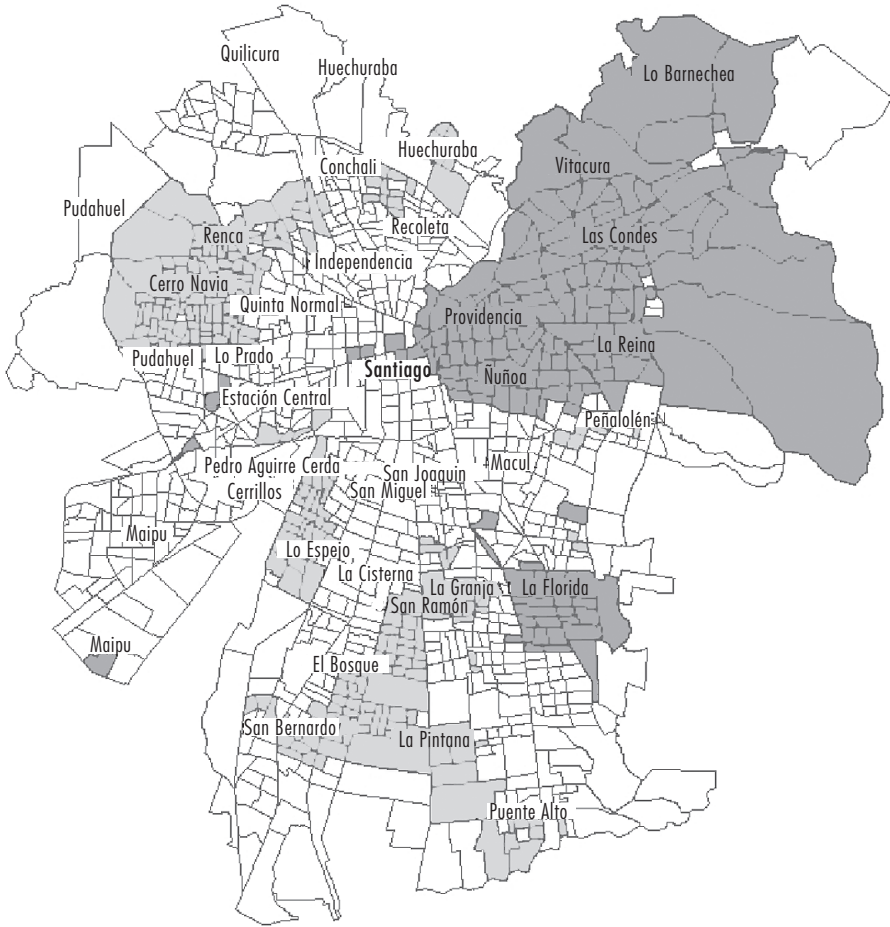 Quilicura
Huechuraba
Lo Barnechea
Huechuraba
Conchali
Vitacura
Pudahuel
Recoleta
Renca
Las Condes
Independencia
Cerro Navia
Quinta Normal
Providencia
La Reina
Pudahuel
Lo Prado
Santiago
Ñuñoa
Estación Central
Peñalolén
Macul
Pedro Aguirre Cerda
San Joaquin
Cerrillos
San Miguel
Maipu
Lo Espejo
La Cisterna
La Granja
La Florida
San Ramón
Maipu
El Bosque
San Bernardo
La Pintana
Puente Alto